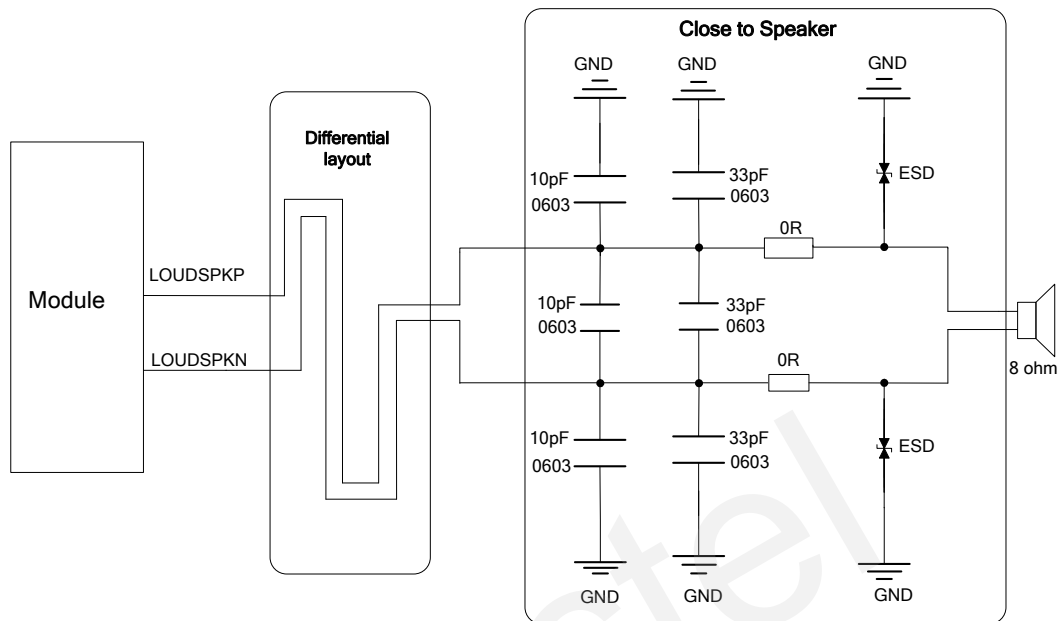 Close to Speaker
GND
GND
GND
Differential
layout
10pF
0603
33pF
0603
ESD
0R
LOUDSPKP
Module
10pF
0603
33pF
0603
LOUDSPKN
0R
8 ohm
10pF
0603
33pF
0603
ESD
GND
GND
GND